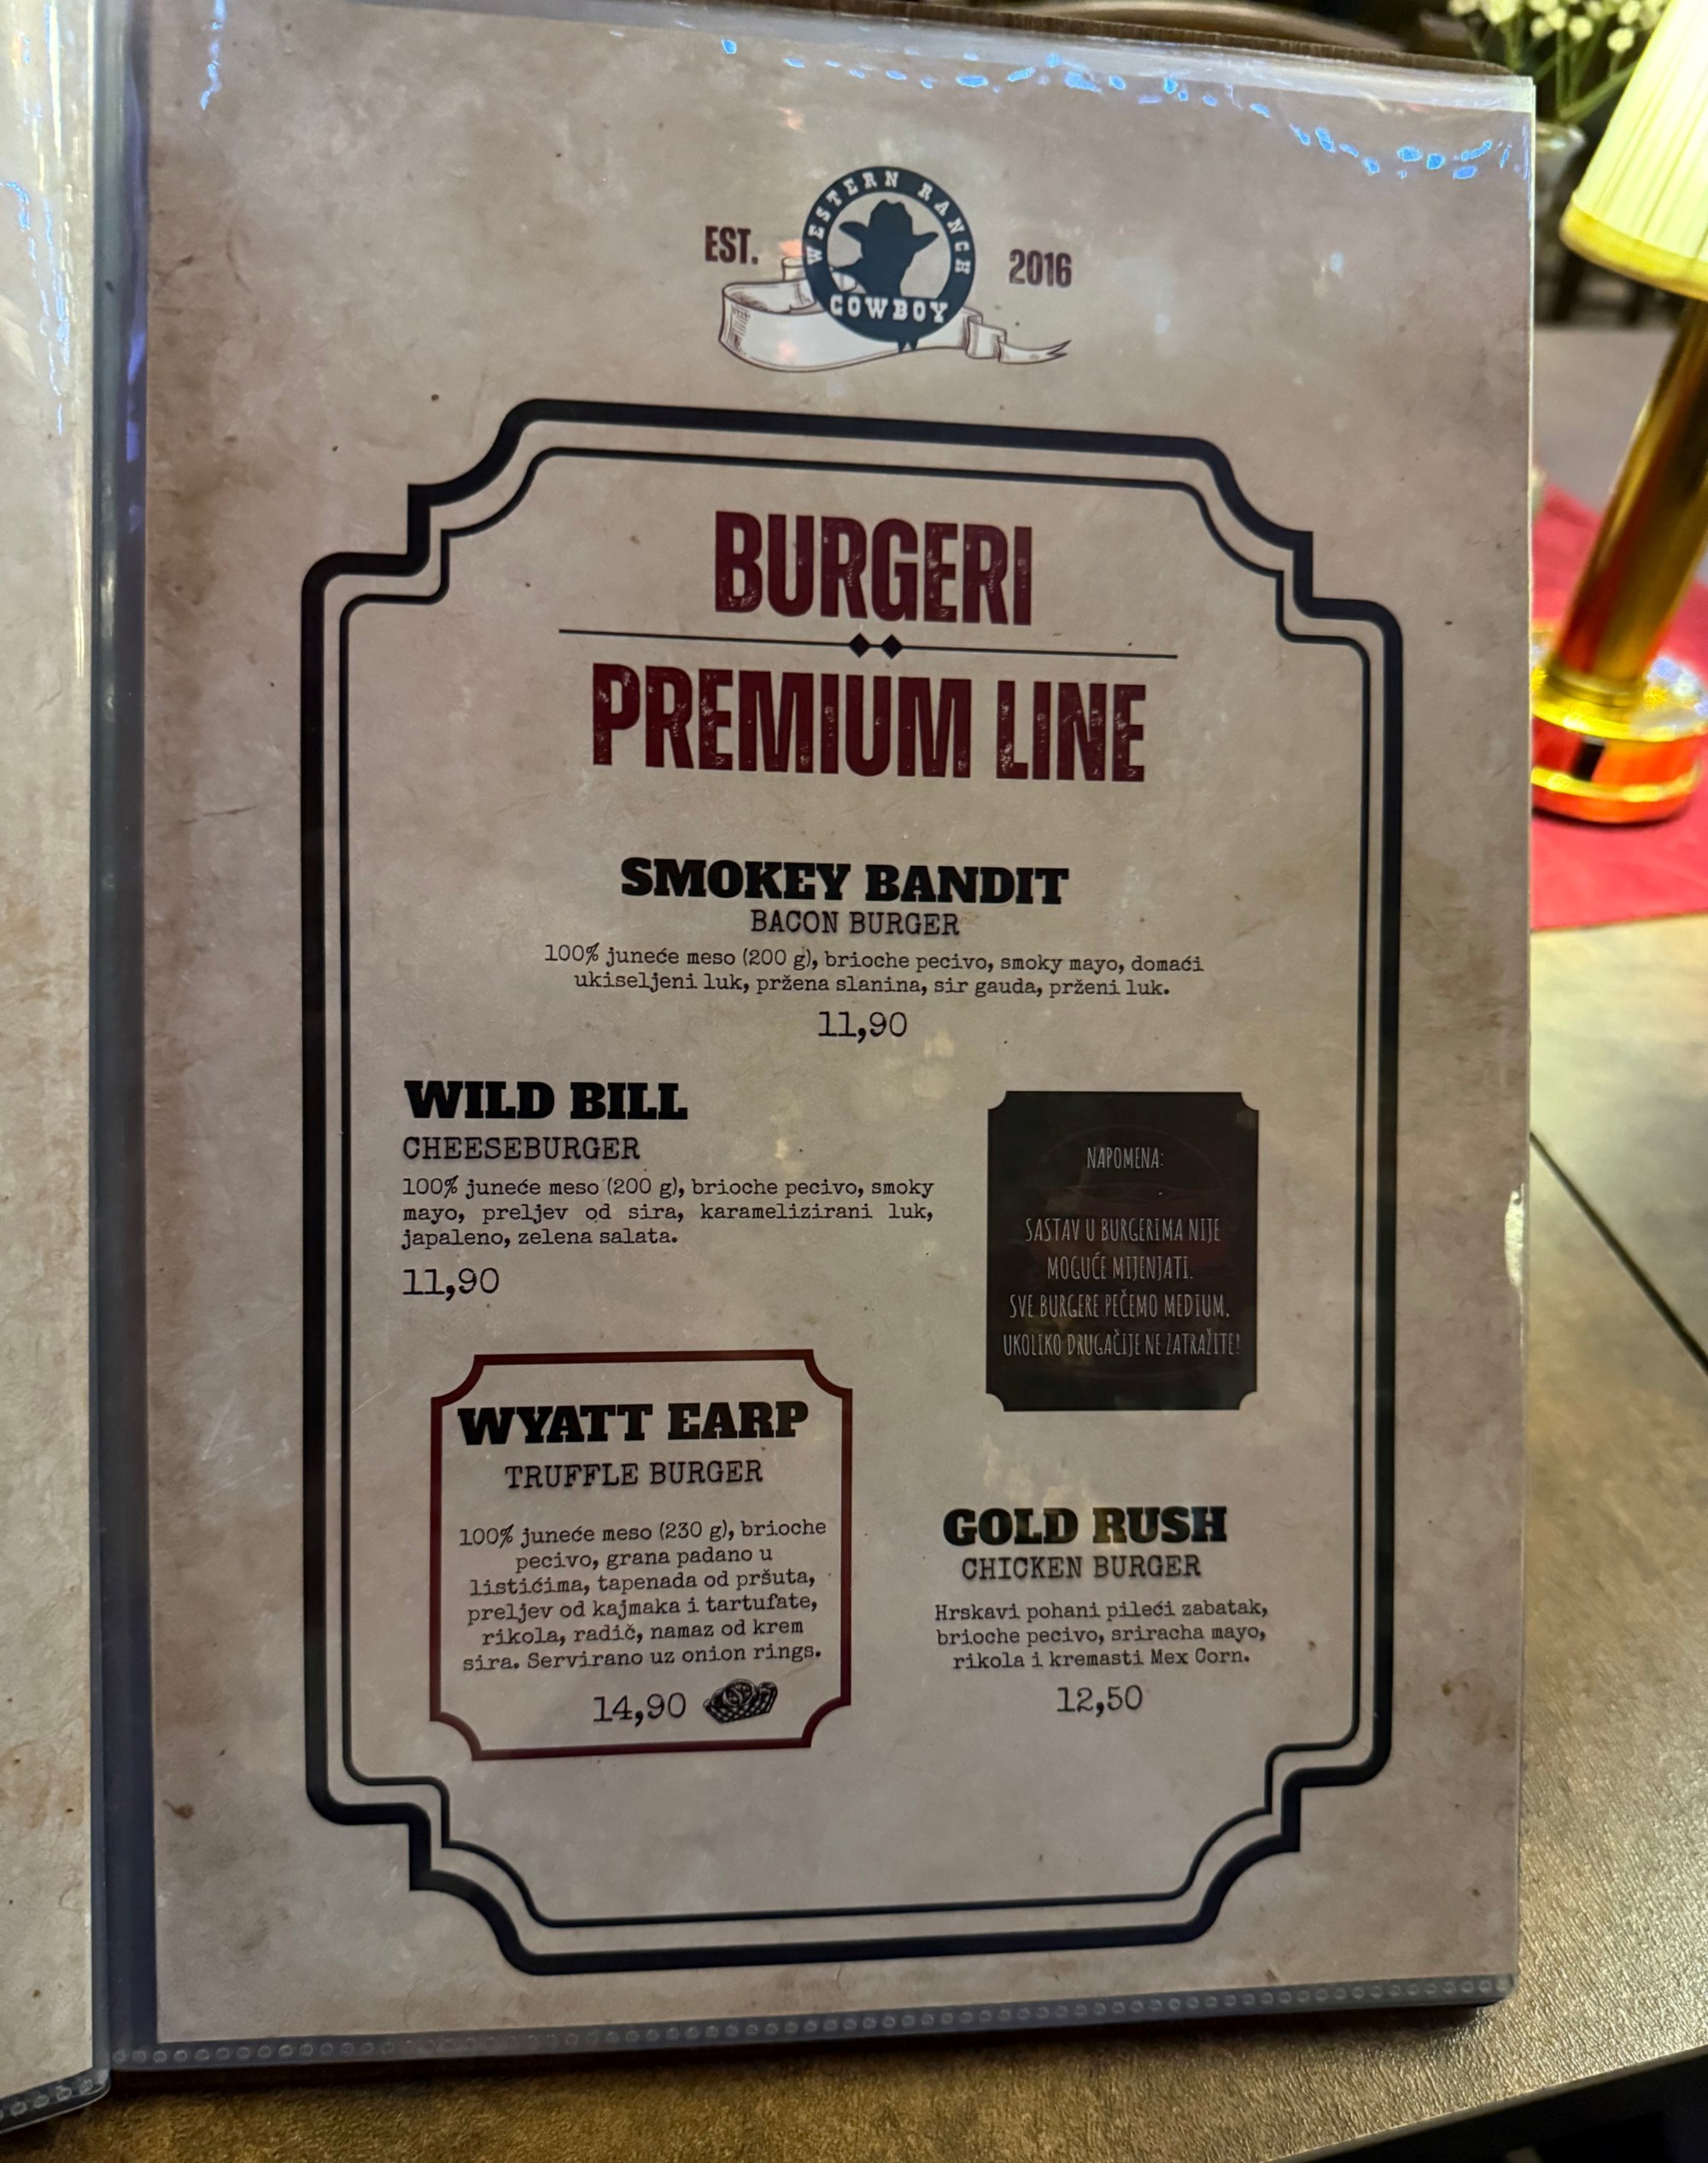 EST.
WESTERN RANCH
COWBOY
2016
BURGERI
PREMIUM LINE
SMOKEY BANDIT
BACON BURGER
100% juneće meso (200 g), brioche pecivo, smoky mayo, domaći
ukiseljeni luk, pržena slanina, sir gauda, prženi luk.
11,90
WILD BILL
CHEESEBURGER
100% juneće meso (200 g), brioche pecivo, smoky
mayo, preljev od sira, karamelizirani luk,
japaleno, zelena salata.
11,90
NAPOMENA:
SASTAV U BURGERIMA NIJE
MOGUĆE MIJENJATI.
SVE BURGERE PEČEMO MEDIUM,
UKOLIKO DRUGAČIJE NE ZATRAŽITE!
WYATT EARP
TRUFFLE BURGER
100% juneće meso (230 g), brioche
pecivo, grana padano u
listićima, tapenada od pršuta,
preljev od kajmaka i tartufate,
rikola, radič, namaz od krem
sira. Servirano uz onion rings.
14,90
GOLD RUSH
CHICKEN BURGER
Hrskavi pohani pileći zabatak,
brioche pecivo, sriracha mayo,
rikola i kremasti Mex Corn.
12,50